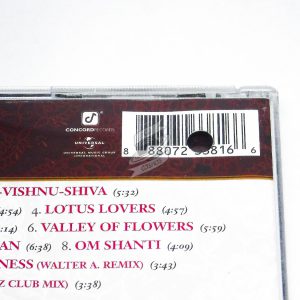 CONCORD RECORDS
UNIVERSAL
UNIVERSAL MUSIC GROUP
INTERNATIONAL
8 88072 6
-VISHNU-SHIVA (5:32)
4:54) 4. LOTUS LOVERS (4:57)
:14) 6. VALLEY OF FLOWERS (5:59)
AN (6:38) 8. OM SHANTI (4:09)
NESS (WALTER A. REMIX) (3:43)
Z CLUB MIX) (3:38)